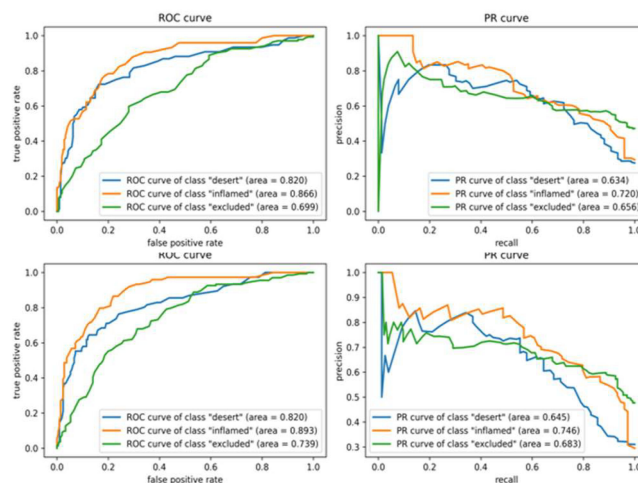 ROC curve
1.0
0.8
0.6
0.4
0.2
0.0
true positive rate
ROC curve of class "desert" (area = 0.820)
ROC curve of class "inflamed" (area = 0.866)
ROC curve of class "excluded" (area = 0.699)
0.0 0.2 0.4 0.6 0.8 1.0
false positive rate
PR curve
1.0
0.8
0.6
0.4
0.2
0.0
precision
PR curve of class "desert" (area = 0.634)
PR curve of class "inflamed" (area = 0.720)
PR curve of class "excluded" (area = 0.656)
0.0 0.2 0.4 0.6 0.8 1.0
recall
ROC curve
1.0
0.8
0.6
0.4
0.2
0.0
true positive rate
ROC curve of class "desert" (area = 0.820)
ROC curve of class "inflamed" (area = 0.893)
ROC curve of class "excluded" (area = 0.739)
0.0 0.2 0.4 0.6 0.8 1.0
false positive rate
PR curve
1.0
0.9
0.8
0.7
0.6
0.5
0.4
0.3
precision
PR curve of class "desert" (area = 0.645)
PR curve of class "inflamed" (area = 0.746)
PR curve of class "excluded" (area = 0.683)
0.0 0.2 0.4 0.6 0.8 1.0
recall